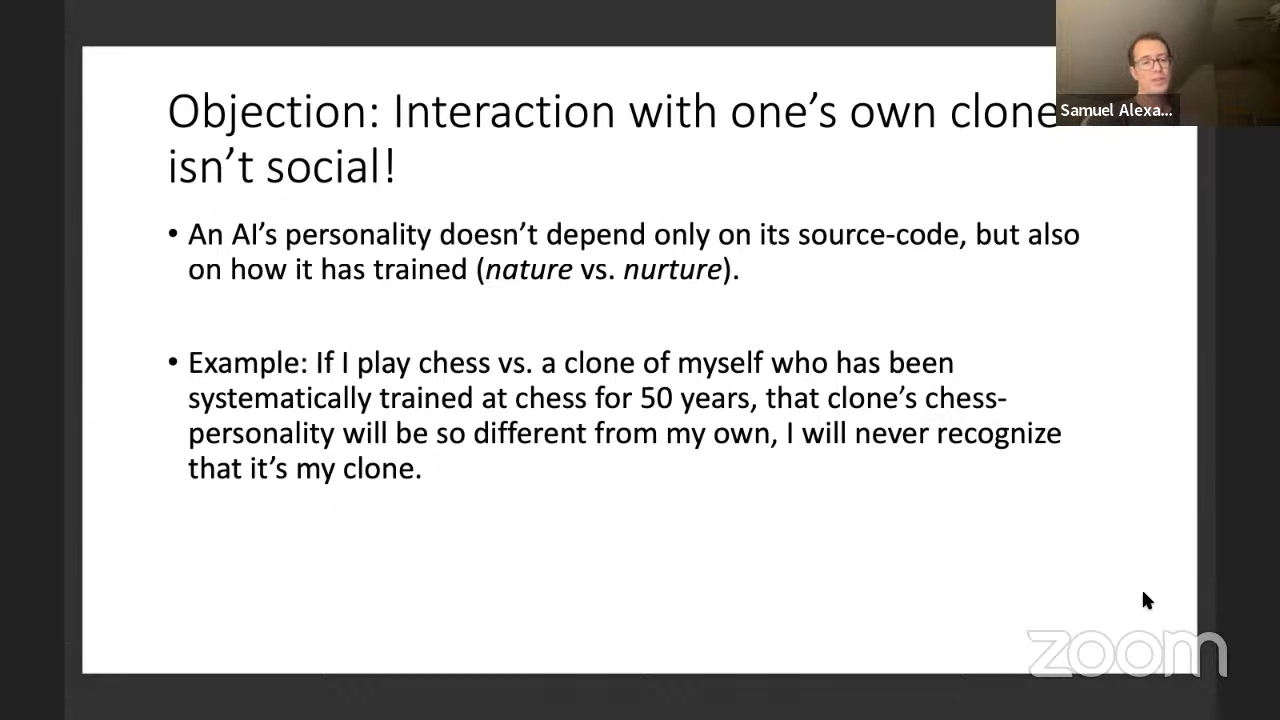 Objection: Interaction with one's own clone
isn't social!
Samuel Alexa...
• An AI's personality doesn't depend only on its source-code, but also
on how it has trained (nature vs. nurture).
• Example: If I play chess vs. a clone of myself who has been
systematically trained at chess for 50 years, that clone's chess-
personality will be so different from my own, I will never recognize
that it's my clone.
zoom